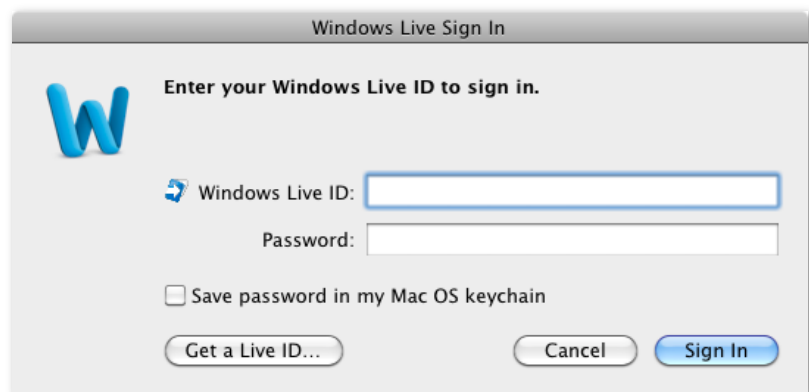 Windows Live Sign In
Enter your Windows Live ID to sign in.
Windows Live ID:
Password:
Save password in my Mac OS keychain
Get a Live ID... Cancel Sign In